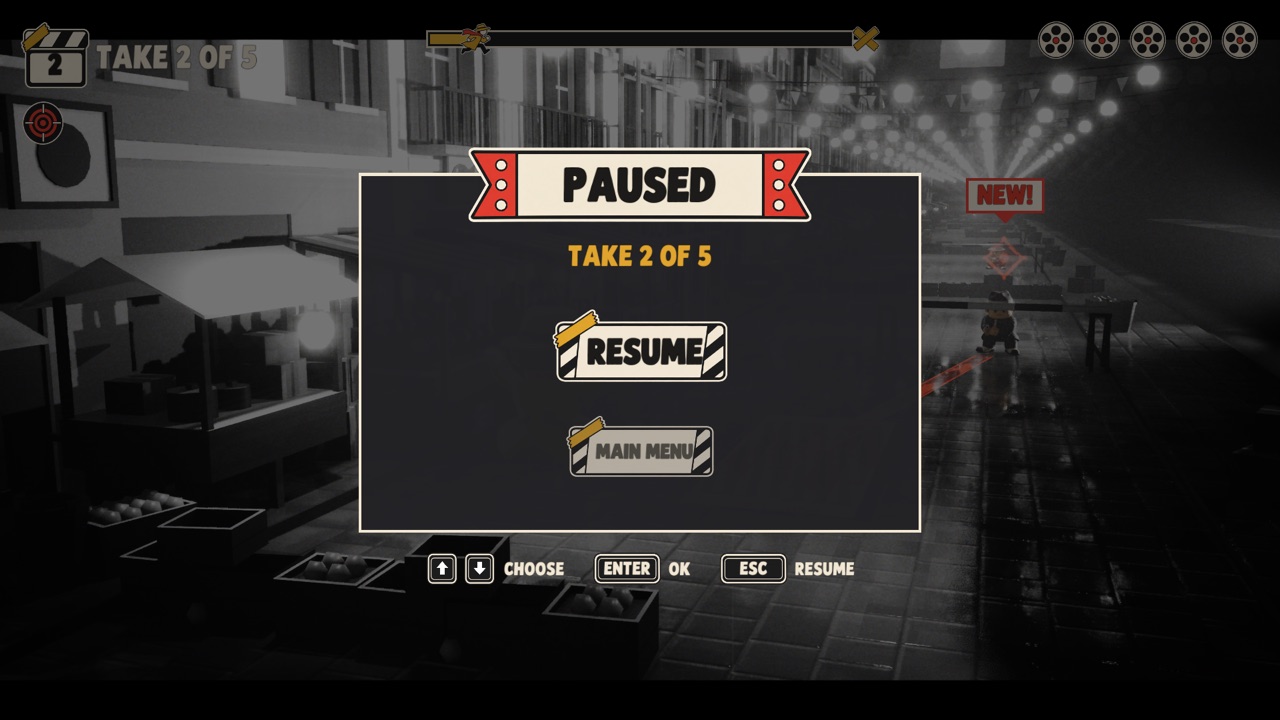 2
TAKE 2 OF 5
NEW!
PAUSED
TAKE 2 OF 5
RESUME
MAIN MENU
CHOOSE ENTER OK ESC RESUME